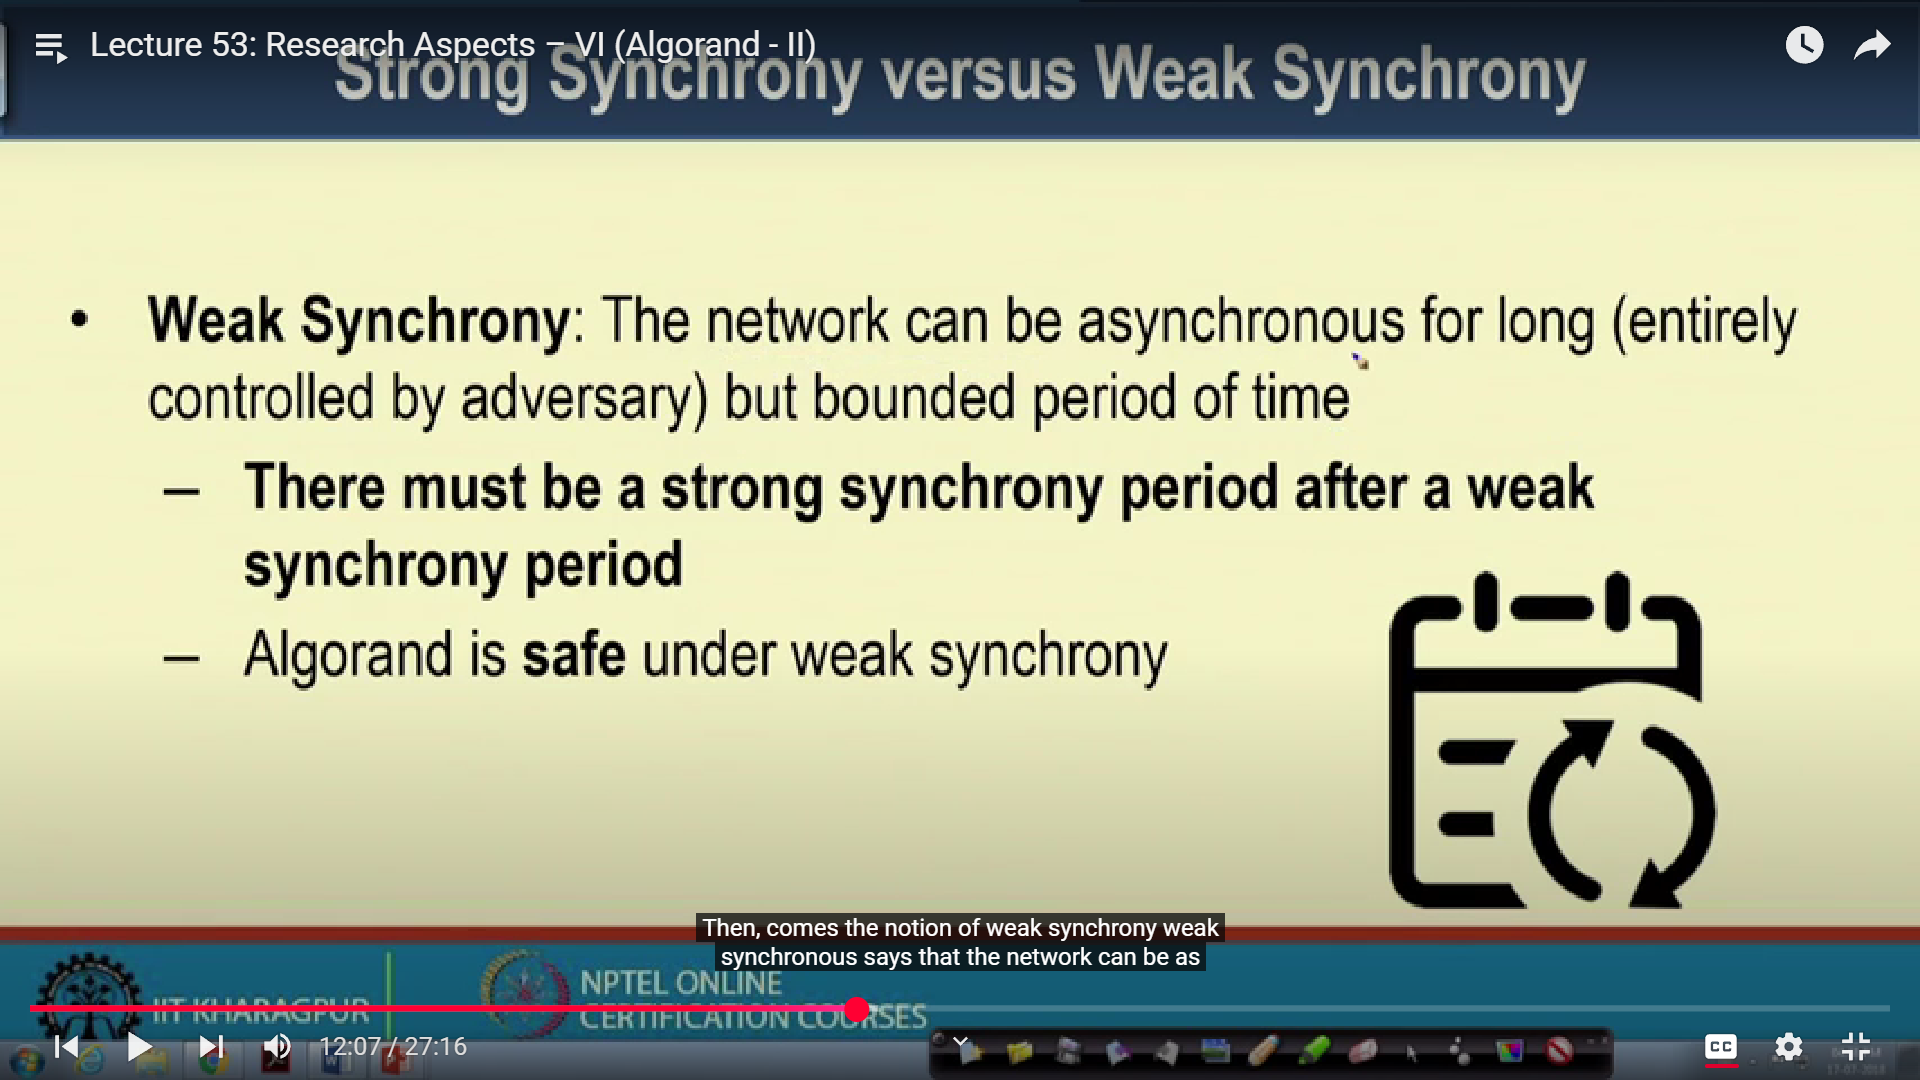 Lecture 53: Research Aspects – VI (Algorand - II)
Strong Synchrony versus Weak Synchrony
• Weak Synchrony: The network can be asynchronous for long (entirely
controlled by adversary) but bounded period of time
– There must be a strong synchrony period after a weak
synchrony period
– Algorand is safe under weak synchrony
Then, comes the notion of weak synchrony weak
synchronous says that the network can be as
IIT KHARAGPUR
NPTEL ONLINE
CERTIFICATION COURSES
12:07 / 27:16
CC
17-07-2018